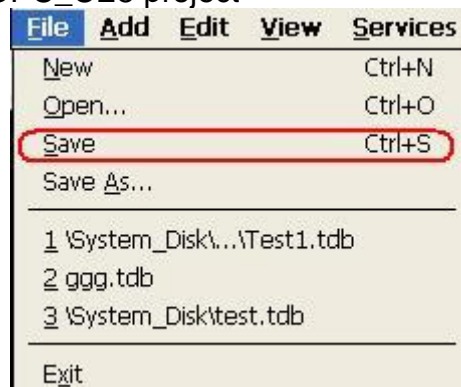 project
File Add Edit View Services
New Ctrl+N
Open... Ctrl+O
Save Ctrl+S
Save As...
1 \System_Disk\...\Test1.tdb
2 ggg.tdb
3 \System_Disk\test.tdb
Exit